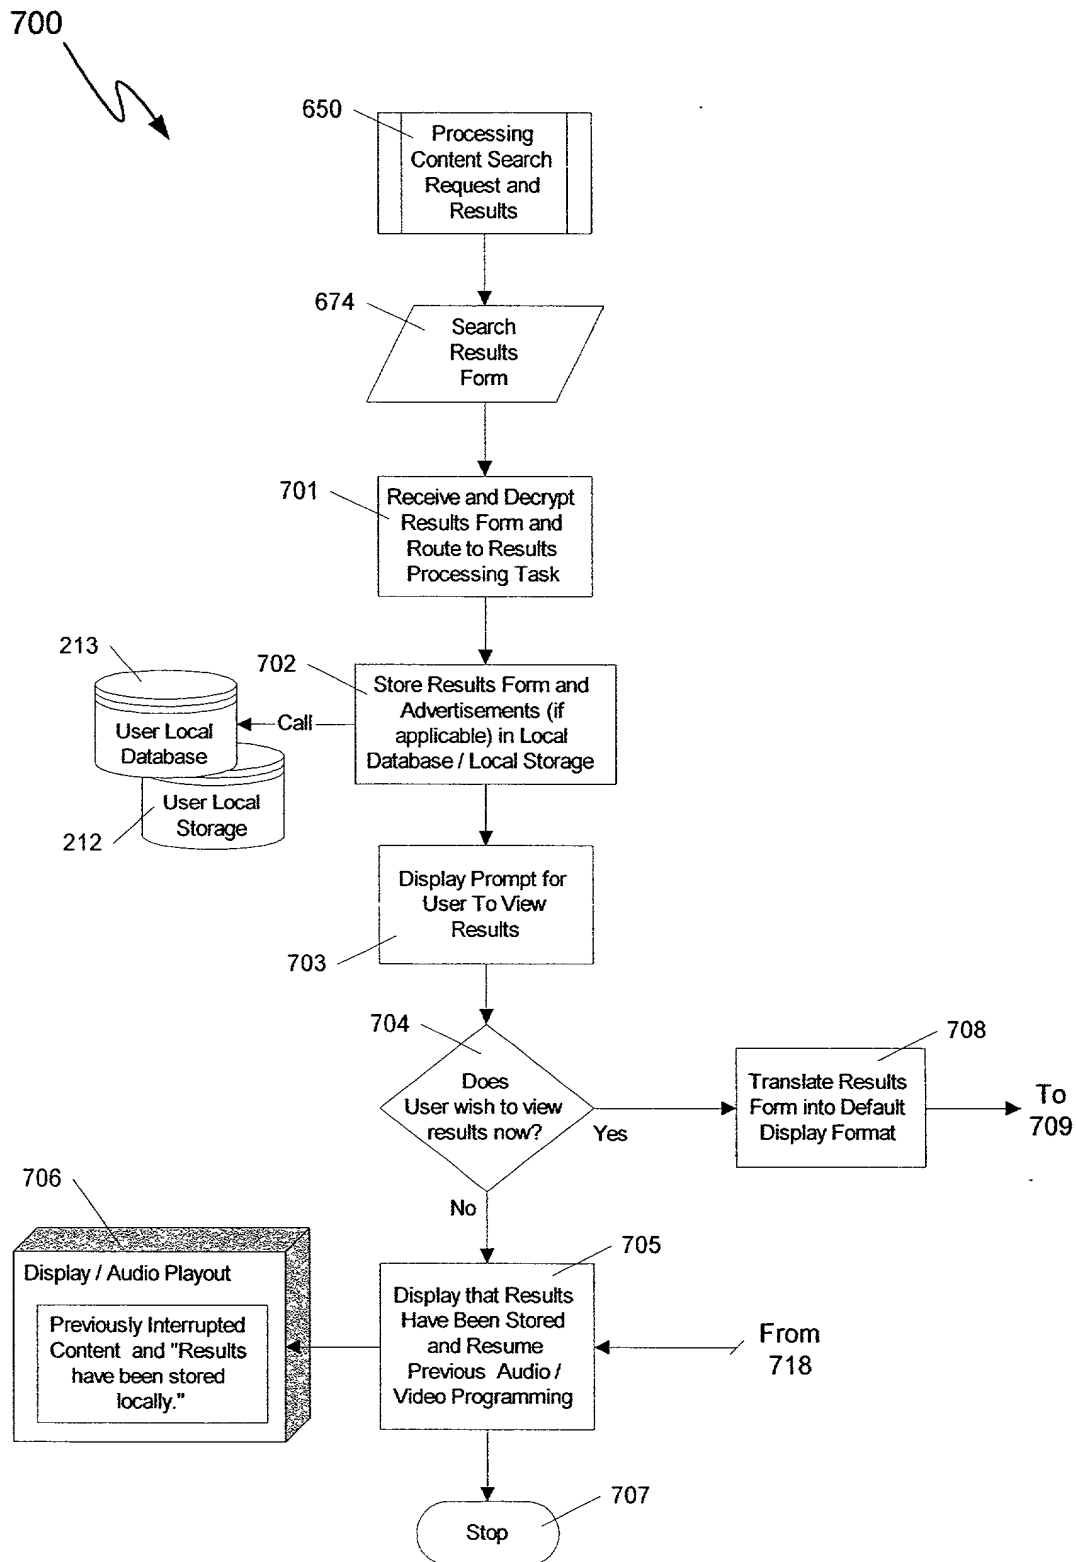 700
650
Processing
Content Search
Request and
Results
674
Search
Results
Form
701
Receive and Decrypt
Results Form and
Route to Results
Processing Task
213
702
Store Results Form and
Advertisements (if
applicable) in Local
Database / Local Storage
Call
User Local
Database
User Local
Storage
212
Display Prompt for
User To View
Results
703
704
Does
User wish to view
results now?
Yes
708
Translate Results
Form into Default
Display Format
To
709
No
706
Display / Audio Playout
Previously Interrupted
Content and "Results
have been stored
locally."
705
Display that Results
Have Been Stored
and Resume
Previous Audio /
Video Programming
From
718
707
Stop